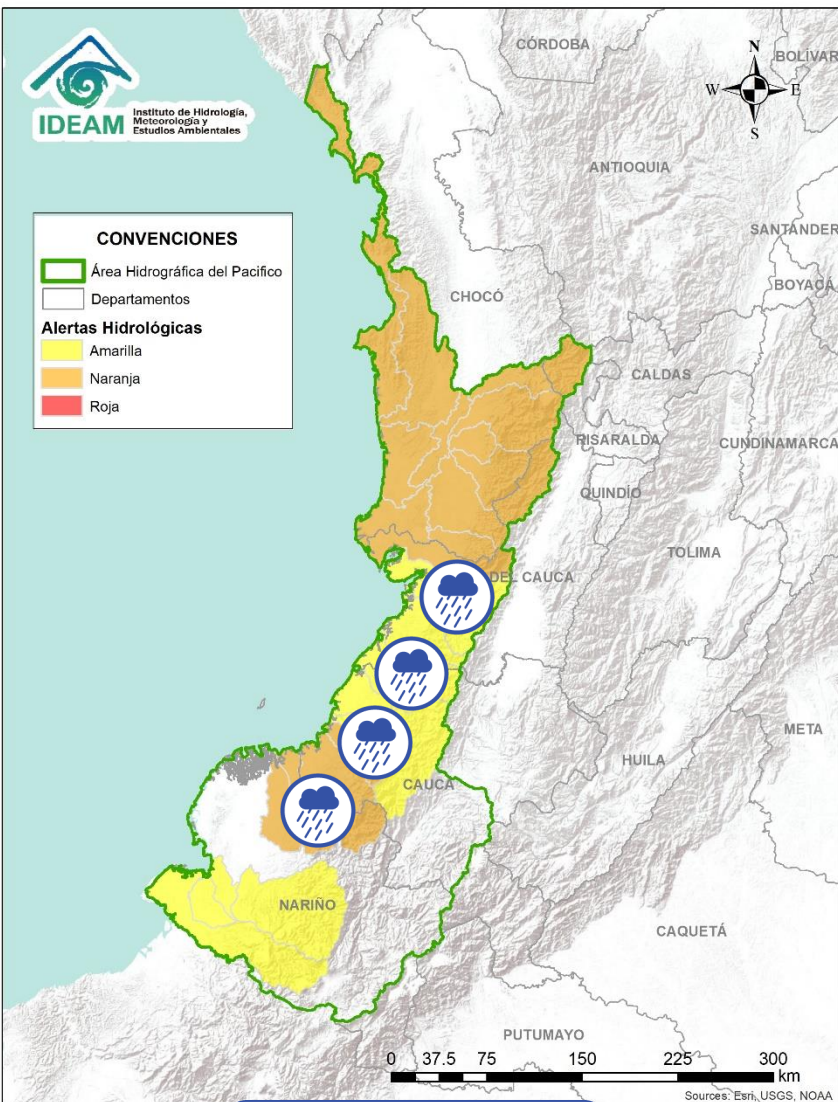 IDEAM
Instituto de Hidrología,
Meteorología y
Estudios Ambientales
CÓRDOBA
BOLÍVAR
N
W
E
S
ANTIOQUIA
SANTANDER
BOYACÁ
CONVENCIONES
Área Hidrográfica del Pacifico
Departamentos
Alertas Hidrológicas
Amarilla
Naranja
Roja
CHOCÓ
CALDAS
RISARALDA
CUNDINAMARCA
QUINDÍO
TOLIMA
DEL CAUCA
META
HUILA
CAUCA
NARIÑO
CAQUETÁ
PUTUMAYO
0 37.5 75 150 225 300
km
Sources: Esri, USGS, NOAA